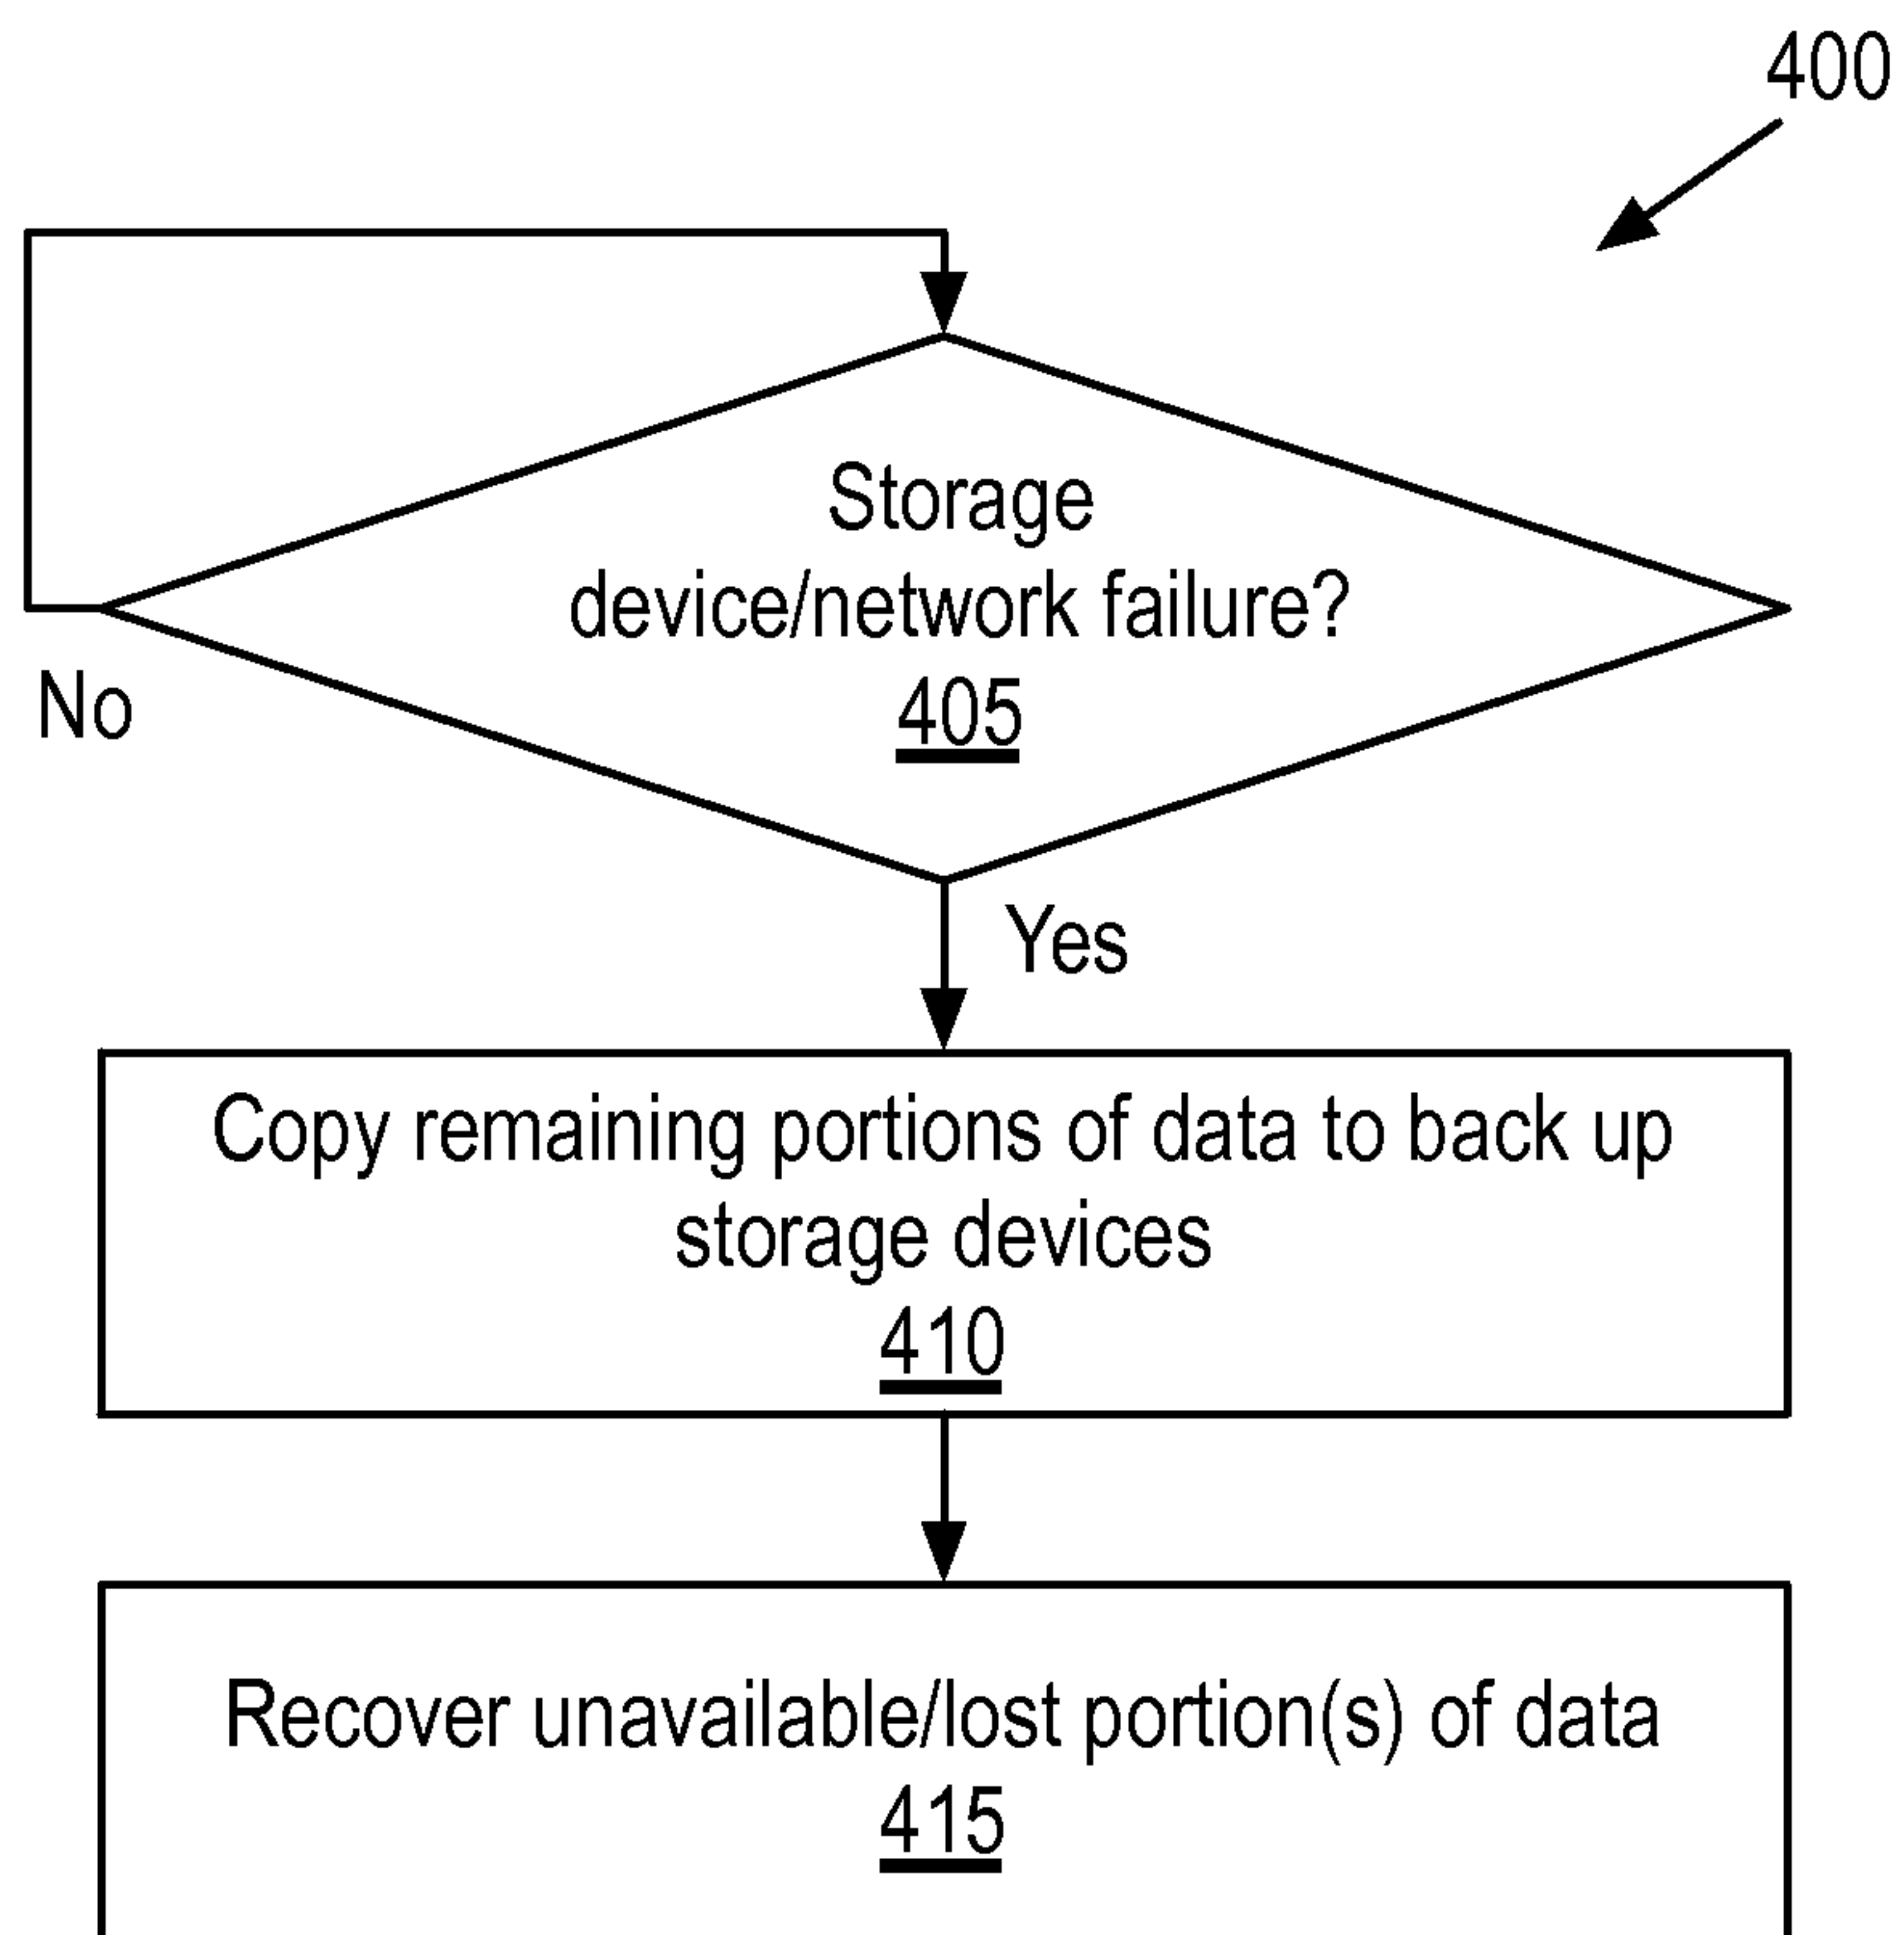 400
Storage
device/network failure?
405
No
Yes
Copy remaining portions of data to back up
storage devices
410
Recover unavailable/lost portion(s) of data
415